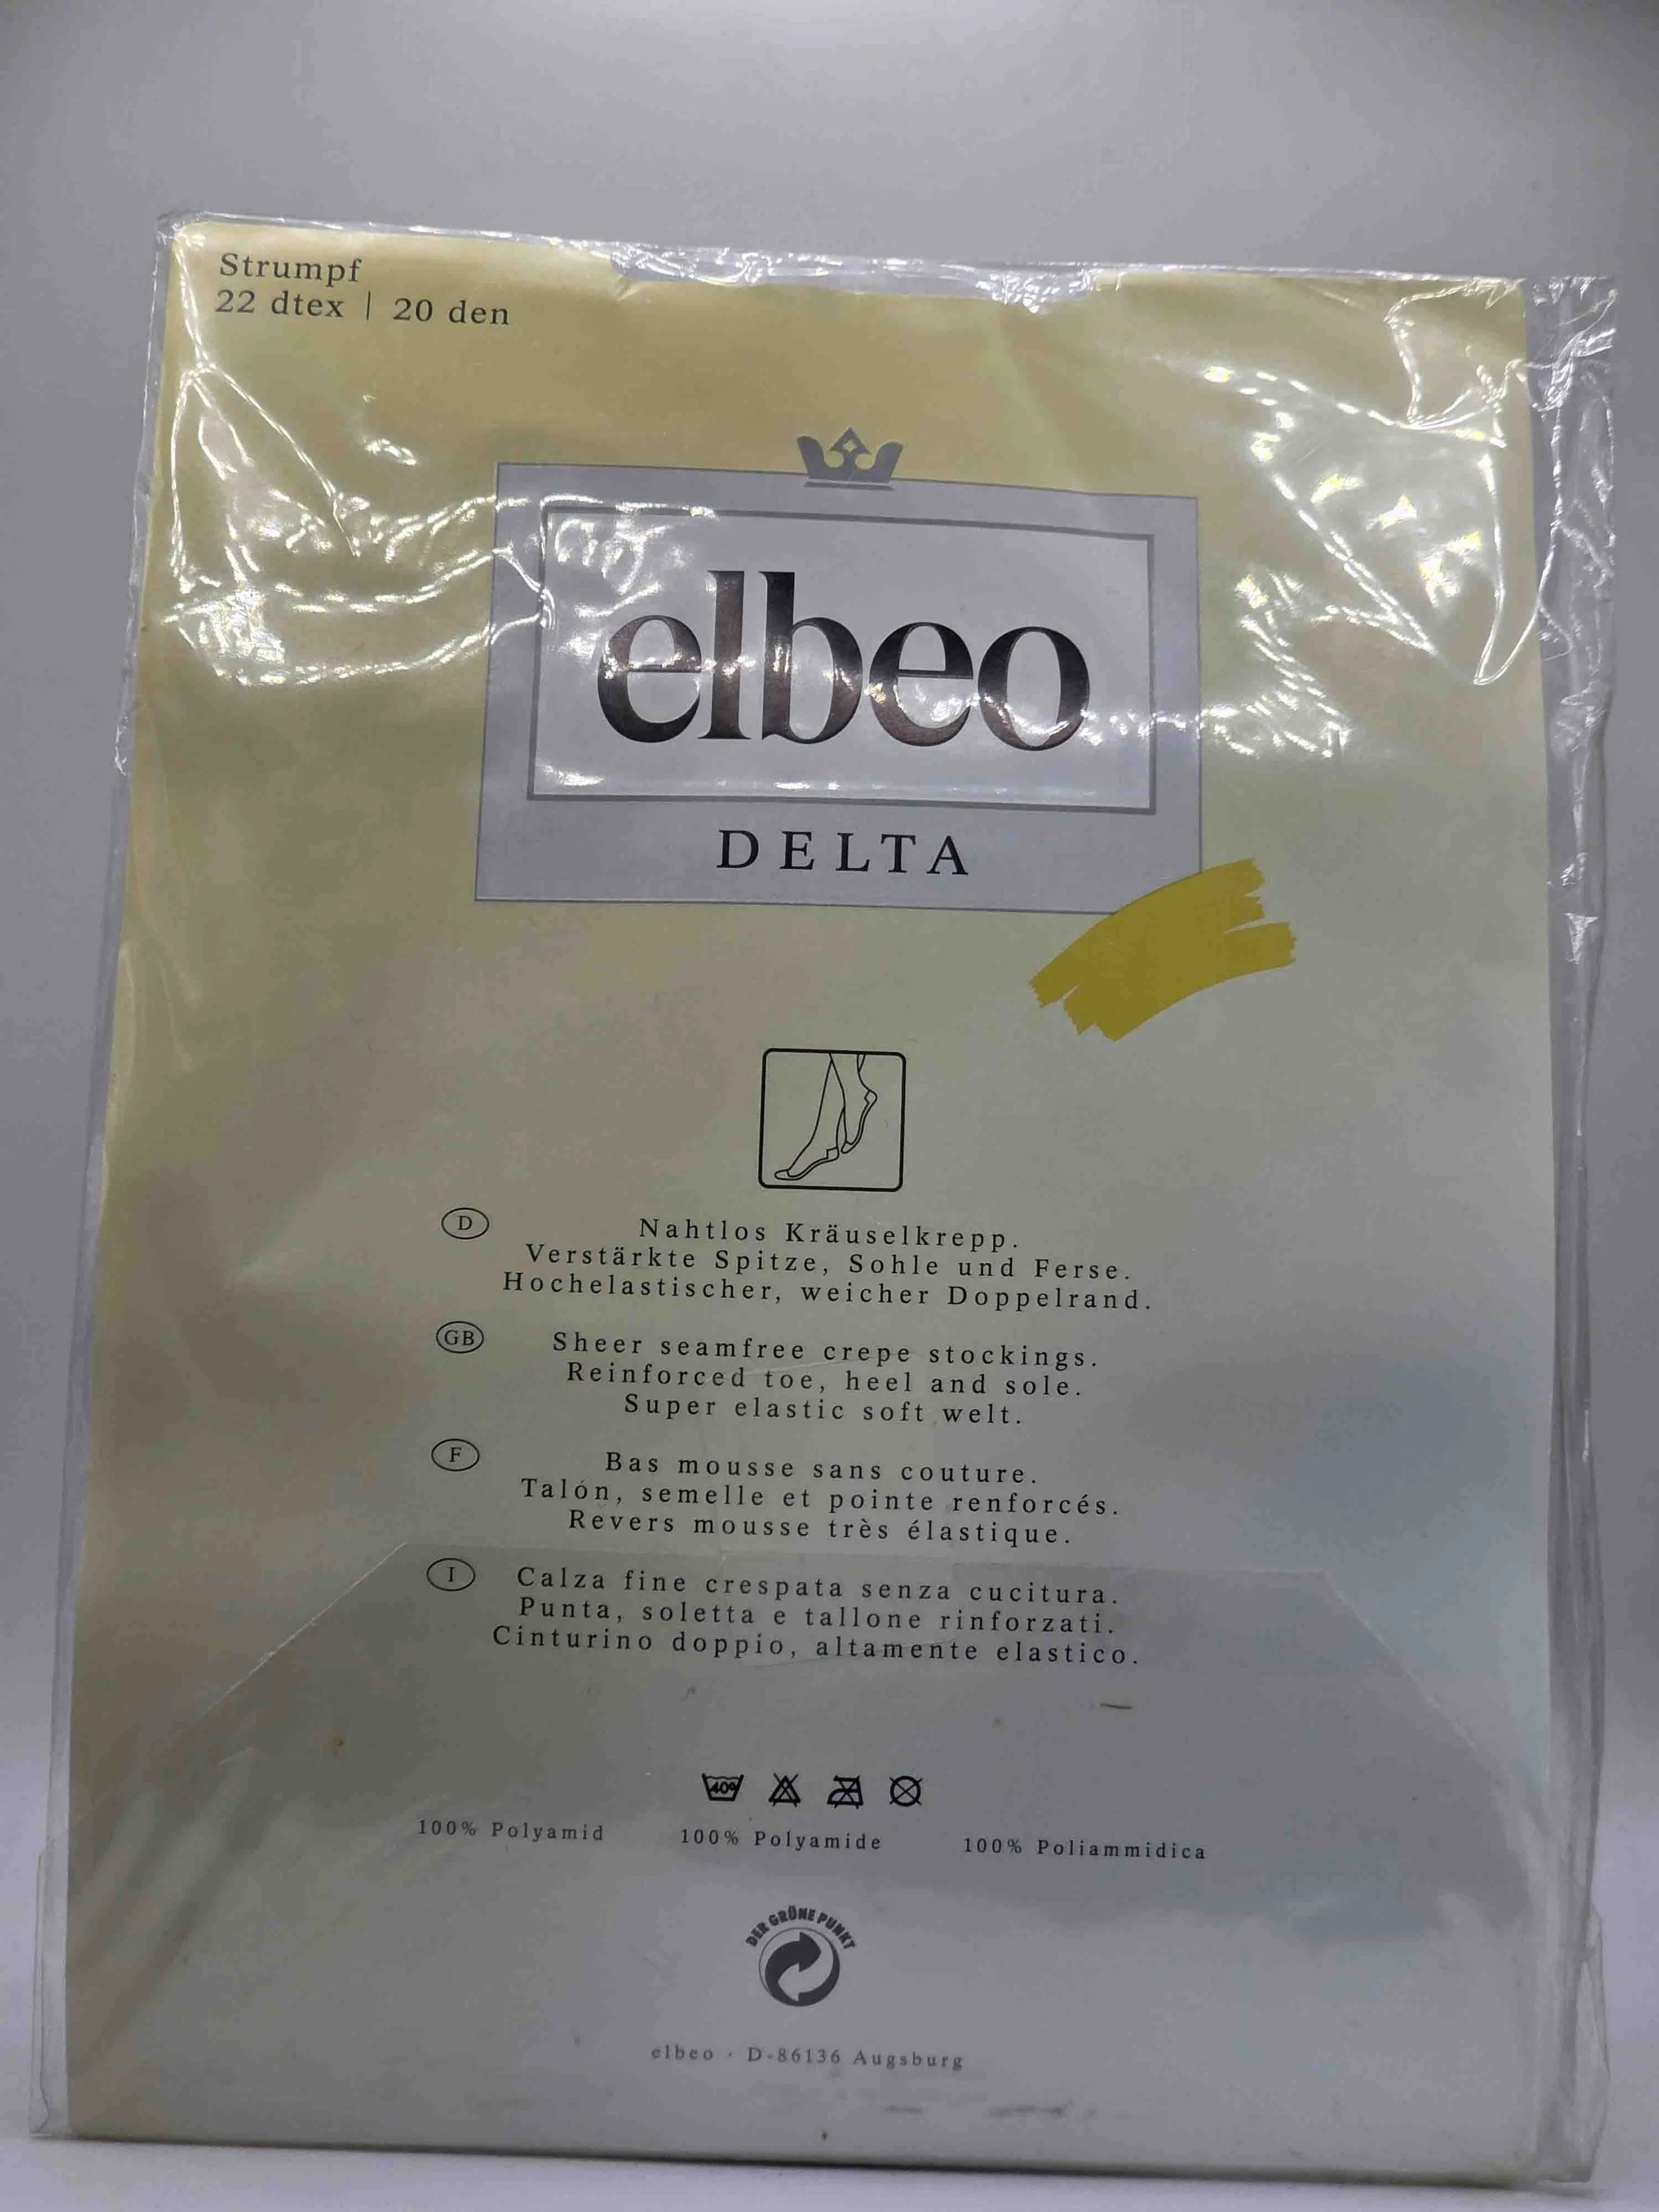 Strumpf
22 dtex | 20 den
elbeo
DELTA
D
Nahtlos Kräuselkrepp.
Verstärkte Spitze, Sohle und Ferse.
Hochelastischer, weicher Doppelrand.
GB
Sheer seamfree crepe stockings.
Reinforced toe, heel and sole.
Super elastic soft welt.
F
Bas mousse sans couture.
Talón, semelle et pointe renforcés.
Revers mousse très élastique.
I
Calza fine crespata senza cucitura.
Punta, soletta e tallone rinforzati.
Cinturino doppio, altamente elastico.
40°
100% Polyamid 100% Polyamide 100% Poliammidica
DER GRÜNE PUNKT
elbeo · D-86136 Augsburg